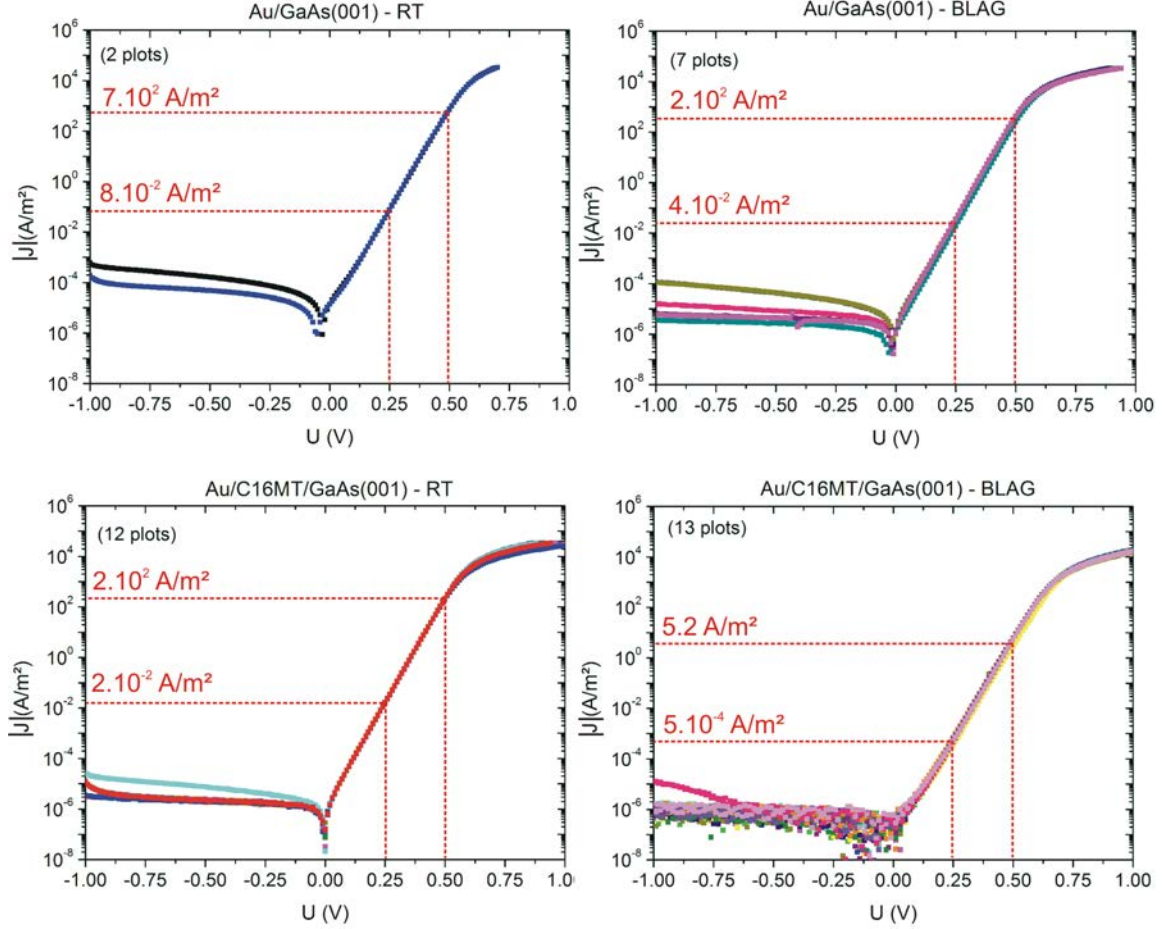 Au/GaAs(001) - RT
(2 plots)
7.10² A/m²
8.10⁻² A/m²
|J|(A/m²)
10⁶
10⁴
10²
10⁰
10⁻²
10⁻⁴
10⁻⁶
10⁻⁸
-1.00 -0.75 -0.50 -0.25 0.00 0.25 0.50 0.75 1.0
U (V)
Au/GaAs(001) - BLAG
(7 plots)
2.10² A/m²
4.10⁻² A/m²
|J|(A/m²)
10⁶
10⁴
10²
10⁰
10⁻²
10⁻⁴
10⁻⁶
10⁻⁸
-1.00 -0.75 -0.50 -0.25 0.00 0.25 0.50 0.75 1.00
U (V)
Au/C16MT/GaAs(001) - RT
(12 plots)
2.10² A/m²
2.10⁻² A/m²
|J|(A/m²)
10⁶
10⁴
10²
10⁰
10⁻²
10⁻⁴
10⁻⁶
10⁻⁸
-1.00 -0.75 -0.50 -0.25 0.00 0.25 0.50 0.75 1.00
U (V)
Au/C16MT/GaAs(001) - BLAG
(13 plots)
5.2 A/m²
5.10⁻⁴ A/m²
|J|(A/m²)
10⁶
10⁴
10²
10⁰
10⁻²
10⁻⁴
10⁻⁶
10⁻⁸
-1.00 -0.75 -0.50 -0.25 0.00 0.25 0.50 0.75 1.00
U (V)